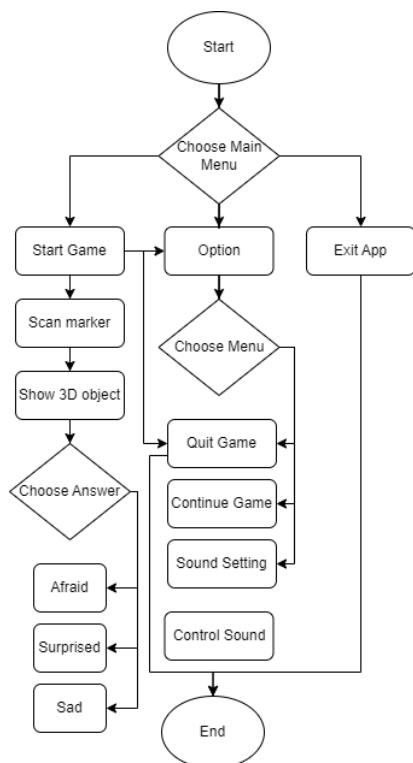 Start
Choose Main
Menu
Start Game
Option
Exit App
Scan marker
Choose Menu
Show 3D object
Quit Game
Choose Answer
Continue Game
Sound Setting
Afraid
Control Sound
Surprised
Sad
End